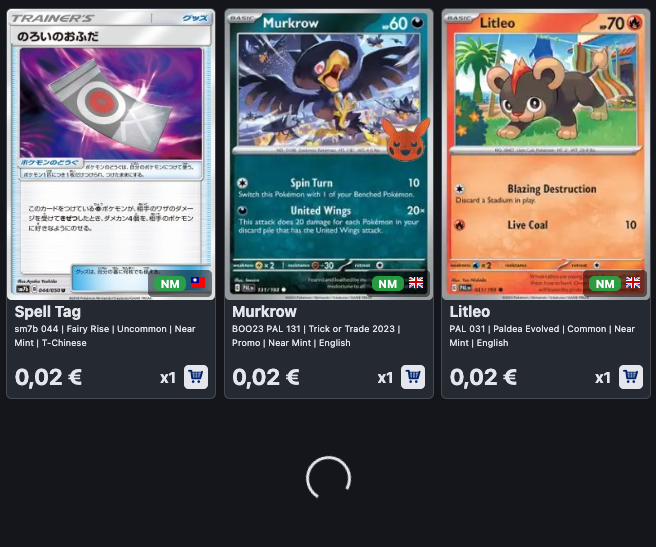 TRAINER'S グッズ
のろいのおふだ
ポケモンのどうぐ
このカードをつけている
ポケモンが、相手のワザのダメー
ジを受けてきぜつしたとき、ダメカン4個を、相手のポケモン
に好きなようにのせる。
sm7b 044/050 U
NM
Spell Tag
sm7b 044 | Fairy Rise | Uncommon | Near
Mint | T-Chinese
0,02 € x1
BASIC Murkrow HP60
Spin Turn 10
Switch this Pokémon with 1 of your Benched Pokémon.
United Wings 20×
This attack does 20 damage for each Pokémon in your
discard pile that has the United Wings attack.
weakness ×2 resistance -30 retreat
131/193
NM
Murkrow
BOO23 PAL 131 | Trick or Trade 2023 |
Promo | Near Mint | English
0,02 € x1
BASIC Litleo HP70
Blazing Destruction
Discard a Stadium in play.
Live Coal 10
weakness ×2 resistance retreat
NM
Litleo
PAL 031 | Paldea Evolved | Common | Near
Mint | English
0,02 € x1